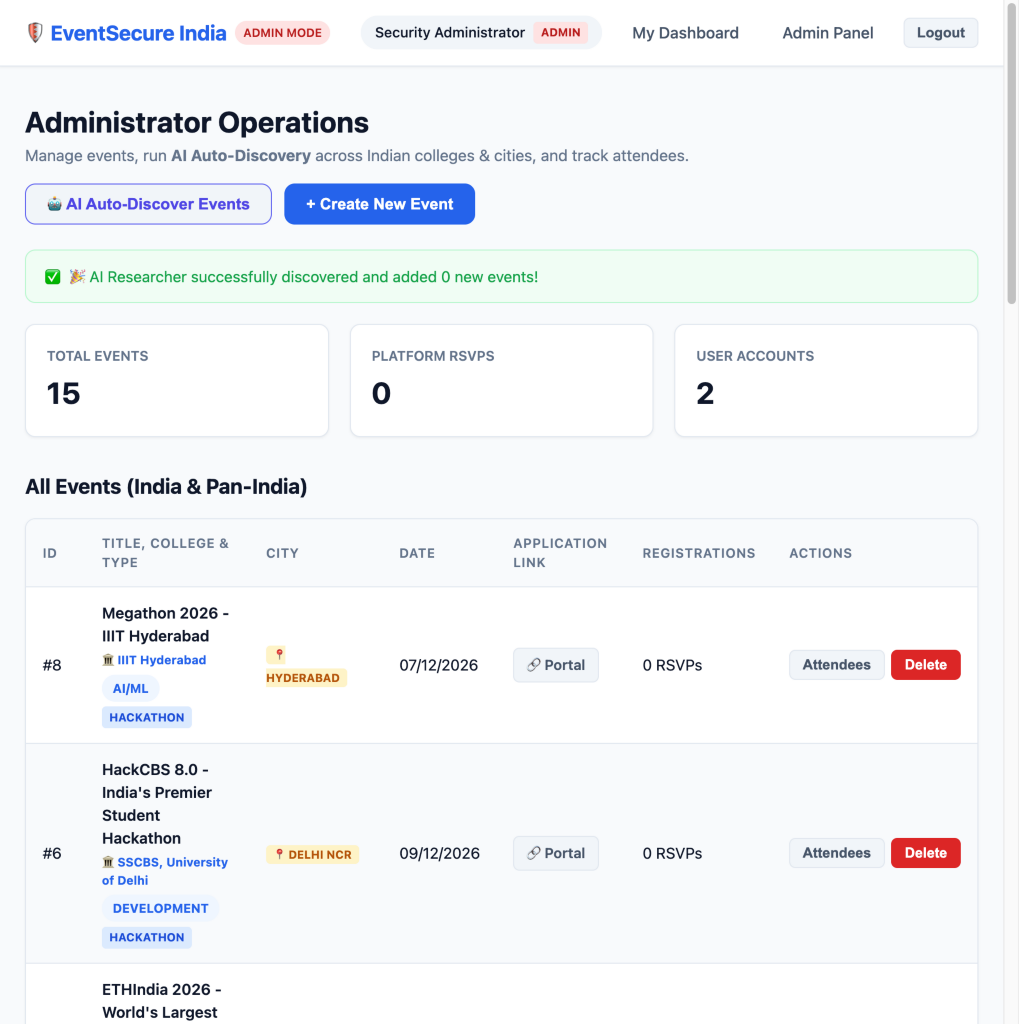 EventSecure India ADMIN MODE Security Administrator ADMIN My Dashboard Admin Panel Logout
Administrator Operations
Manage events, run AI Auto-Discovery across Indian colleges & cities, and track attendees.
🤖 AI Auto-Discover Events + Create New Event
✅ 🎉 AI Researcher successfully discovered and added 0 new events!
TOTAL EVENTS PLATFORM RSVPS USER ACCOUNTS
15 0 2
All Events (India & Pan-India)
ID TITLE, COLLEGE & TYPE CITY DATE APPLICATION LINK REGISTRATIONS ACTIONS
#8
Megathon 2026 -
IIIT Hyderabad
🏛 IIIT Hyderabad
AI/ML
HACKATHON
📍
HYDERABAD
07/12/2026
🔗 Portal
0 RSVPs
Attendees Delete
#6
HackCBS 8.0 -
India's Premier
Student
Hackathon
🏛 SSCBS, University
of Delhi
DEVELOPMENT
HACKATHON
📍 DELHI NCR
09/12/2026
🔗 Portal
0 RSVPs
Attendees Delete
ETHIndia 2026 -
World's Largest